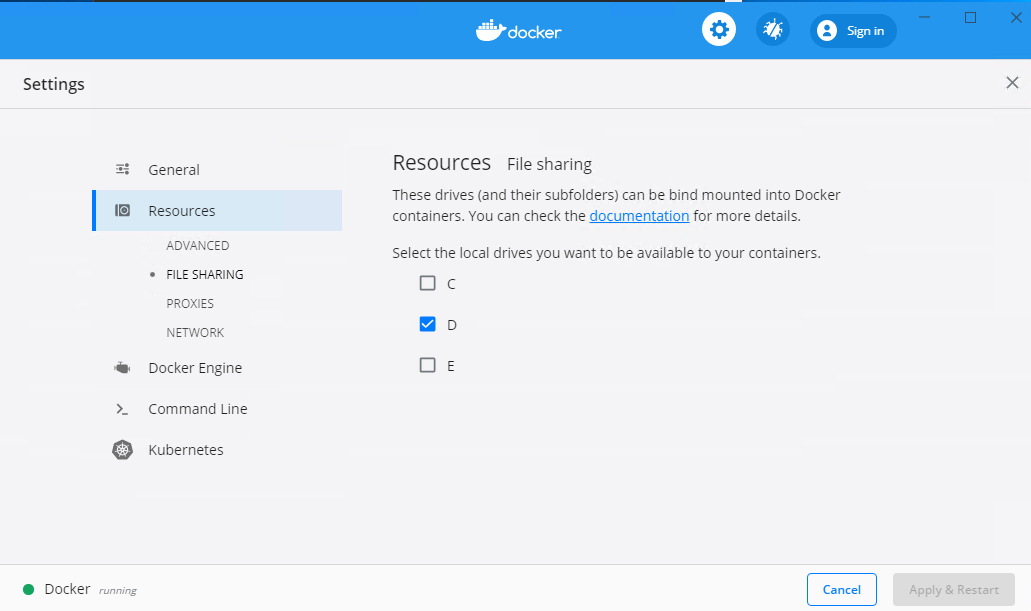 docker
Sign in
Settings
General
Resources
ADVANCED
FILE SHARING
PROXIES
NETWORK
Docker Engine
Command Line
Kubernetes
Resources File sharing
These drives (and their subfolders) can be bind mounted into Docker
containers. You can check the documentation for more details.
Select the local drives you want to be available to your containers.
C
D
E
Docker running
Cancel
Apply & Restart